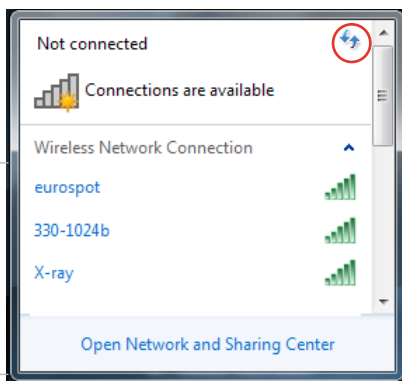 Not connected
Connections are available
Wireless Network Connection
eurospot
330-1024b
X-ray
Open Network and Sharing Center